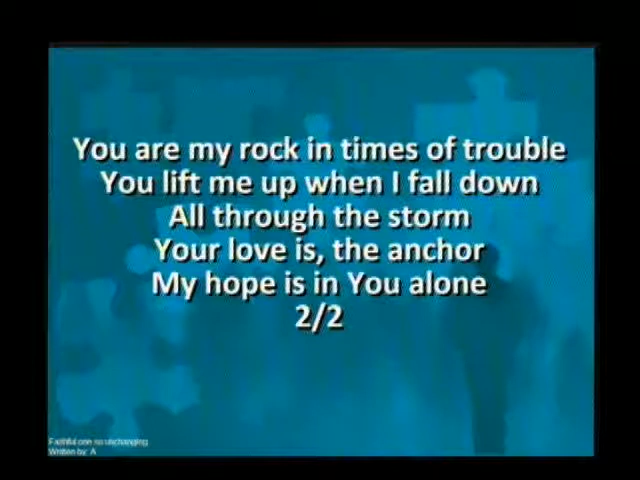 You are my rock in times of trouble
You lift me up when I fall down
All through the storm
Your love is, the anchor
My hope is in You alone
2/2
Faithful one so unchanging
Written by: A